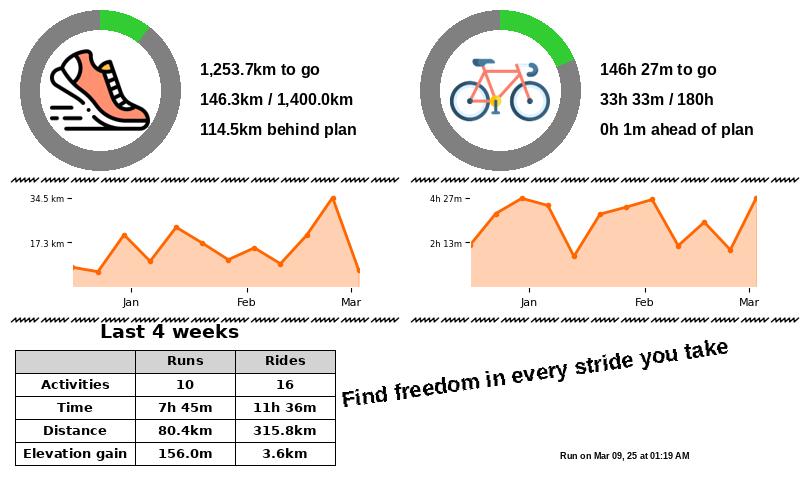 1,253.7km to go
146.3km / 1,400.0km
114.5km behind plan
146h 27m to go
33h 33m / 180h
0h 1m ahead of plan
34.5 km
17.3 km
Jan Feb Mar
4h 27m
2h 13m
Jan Feb Mar
Last 4 weeks
Runs Rides
Activities 10 16
Time 7h 45m 11h 36m
Distance 80.4km 315.8km
Elevation gain 156.0m 3.6km
Find freedom in every stride you take
Run on Mar 09, 25 at 01:19 AM